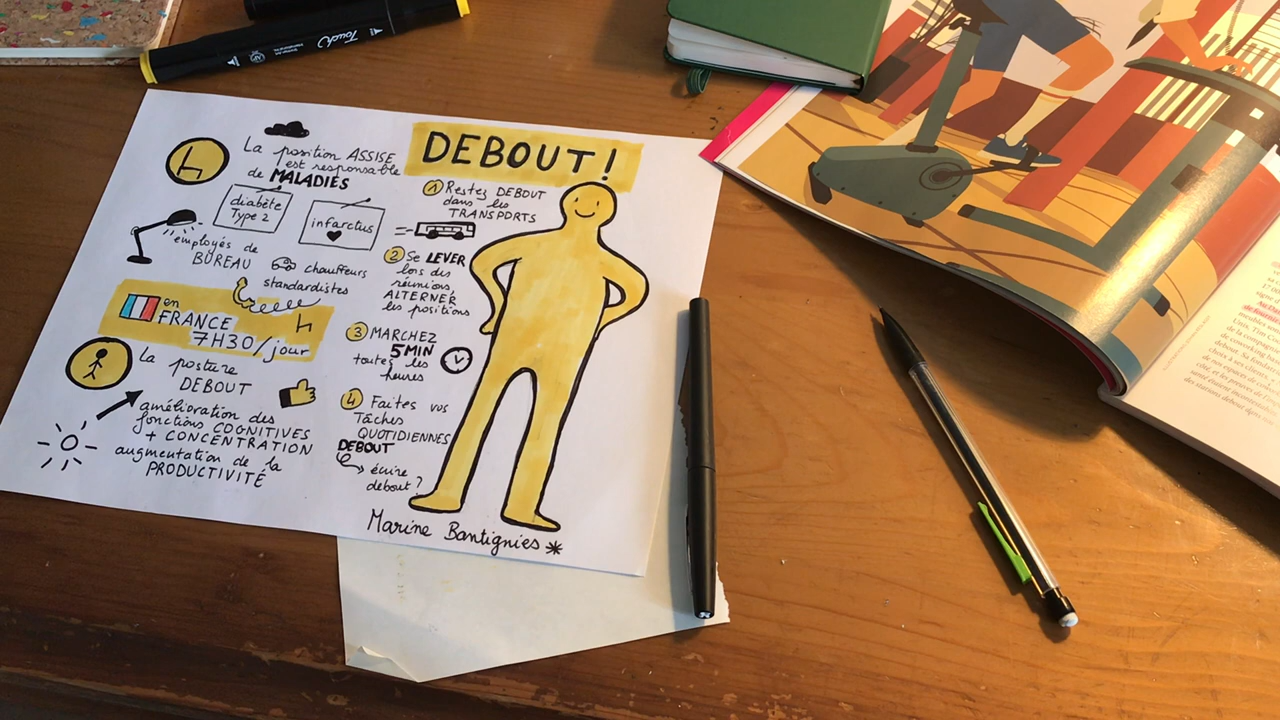 Touch
DEBOUT!
La position ASSISE
est responsable
de MALADIES
diabète
Type 2
infarctus
employés de
BUREAU
chauffeurs
standardistes
en
FRANCE
7H30/jour
La posture
DEBOUT
amélioration des
fonctions COGNITIVES
+ CONCENTRATION
augmentation de la
PRODUCTIVITÉ
1 Restez DEBOUT
dans les
TRANSPORTS
2 Se LEVER
lors des
réunions,
ALTERNER
les positions
3 MARCHEZ
5MIN
toutes les
heures
4 Faites vos
Tâches
QUOTIDIENNES
DEBOUT
écrire
debout?
Marine Bantignies *